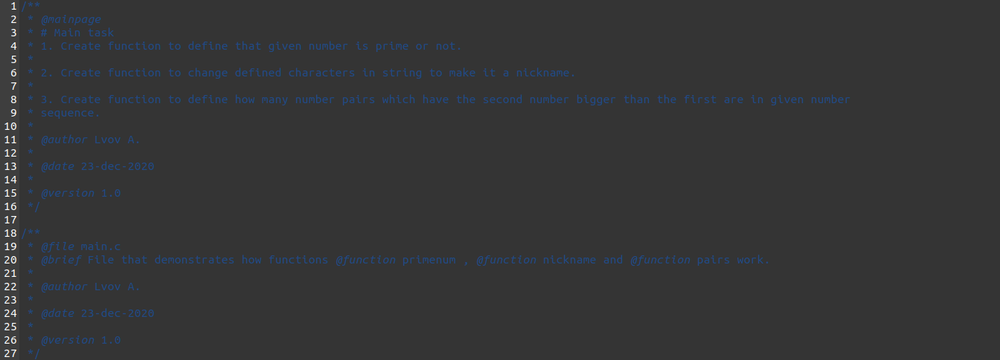 1 /**
2  * @mainpage
3  * # Main task
4  * 1. Create function to define that given number is prime or not.
5  *
6  * 2. Create function to change defined characters in string to make it a nickname.
7  *
8  * 3. Create function to define how many number pairs which have the second number bigger than the first are in given number
9  * sequence.
10  *
11  * @author Lvov A.
12  *
13  * @date 23-dec-2020
14  *
15  * @version 1.0
16  */
17
18 /**
19  * @file main.c
20  * @brief File that demonstrates how functions @function primenum , @function nickname and @function pairs work.
21  *
22  * @author Lvov A.
23  *
24  * @date 23-dec-2020
25  *
26  * @version 1.0
27  */